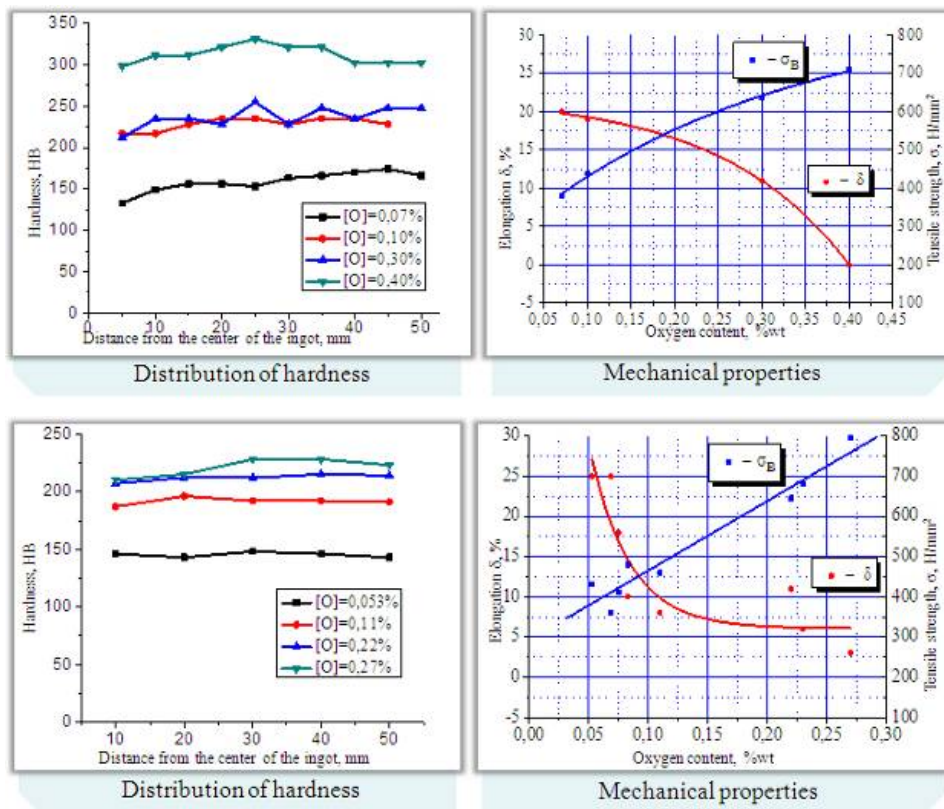 350
300
250
200
150
100
50
0
Hardness, HB
[O]=0,07%
[O]=0,10%
[O]=0,30%
[O]=0,40%
0 10 20 30 40 50
Distance from the center of the ingot, mm
Distribution of hardness
30
25
20
15
10
5
0
-5
Elongation δ, %
– σB
– δ
800
700
600
500
400
300
200
100
Tensile strength, σ, H/mm²
0,05 0,10 0,15 0,20 0,25 0,30 0,35 0,40 0,45
Oxygen content, %wt
Mechanical properties
250
200
150
100
50
0
Hardness, HB
[O]=0,053%
[O]=0,11%
[O]=0,22%
[O]=0,27%
10 20 30 40 50
Distance from the center of the ingot, mm
Distribution of hardness
30
25
20
15
10
5
0
-5
Elongation δ, %
– σB
– δ
800
700
600
500
400
300
200
100
Tensile strength, σ, H/mm²
0,00 0,05 0,10 0,15 0,20 0,25 0,30
Oxygen content, %wt
Mechanical properties